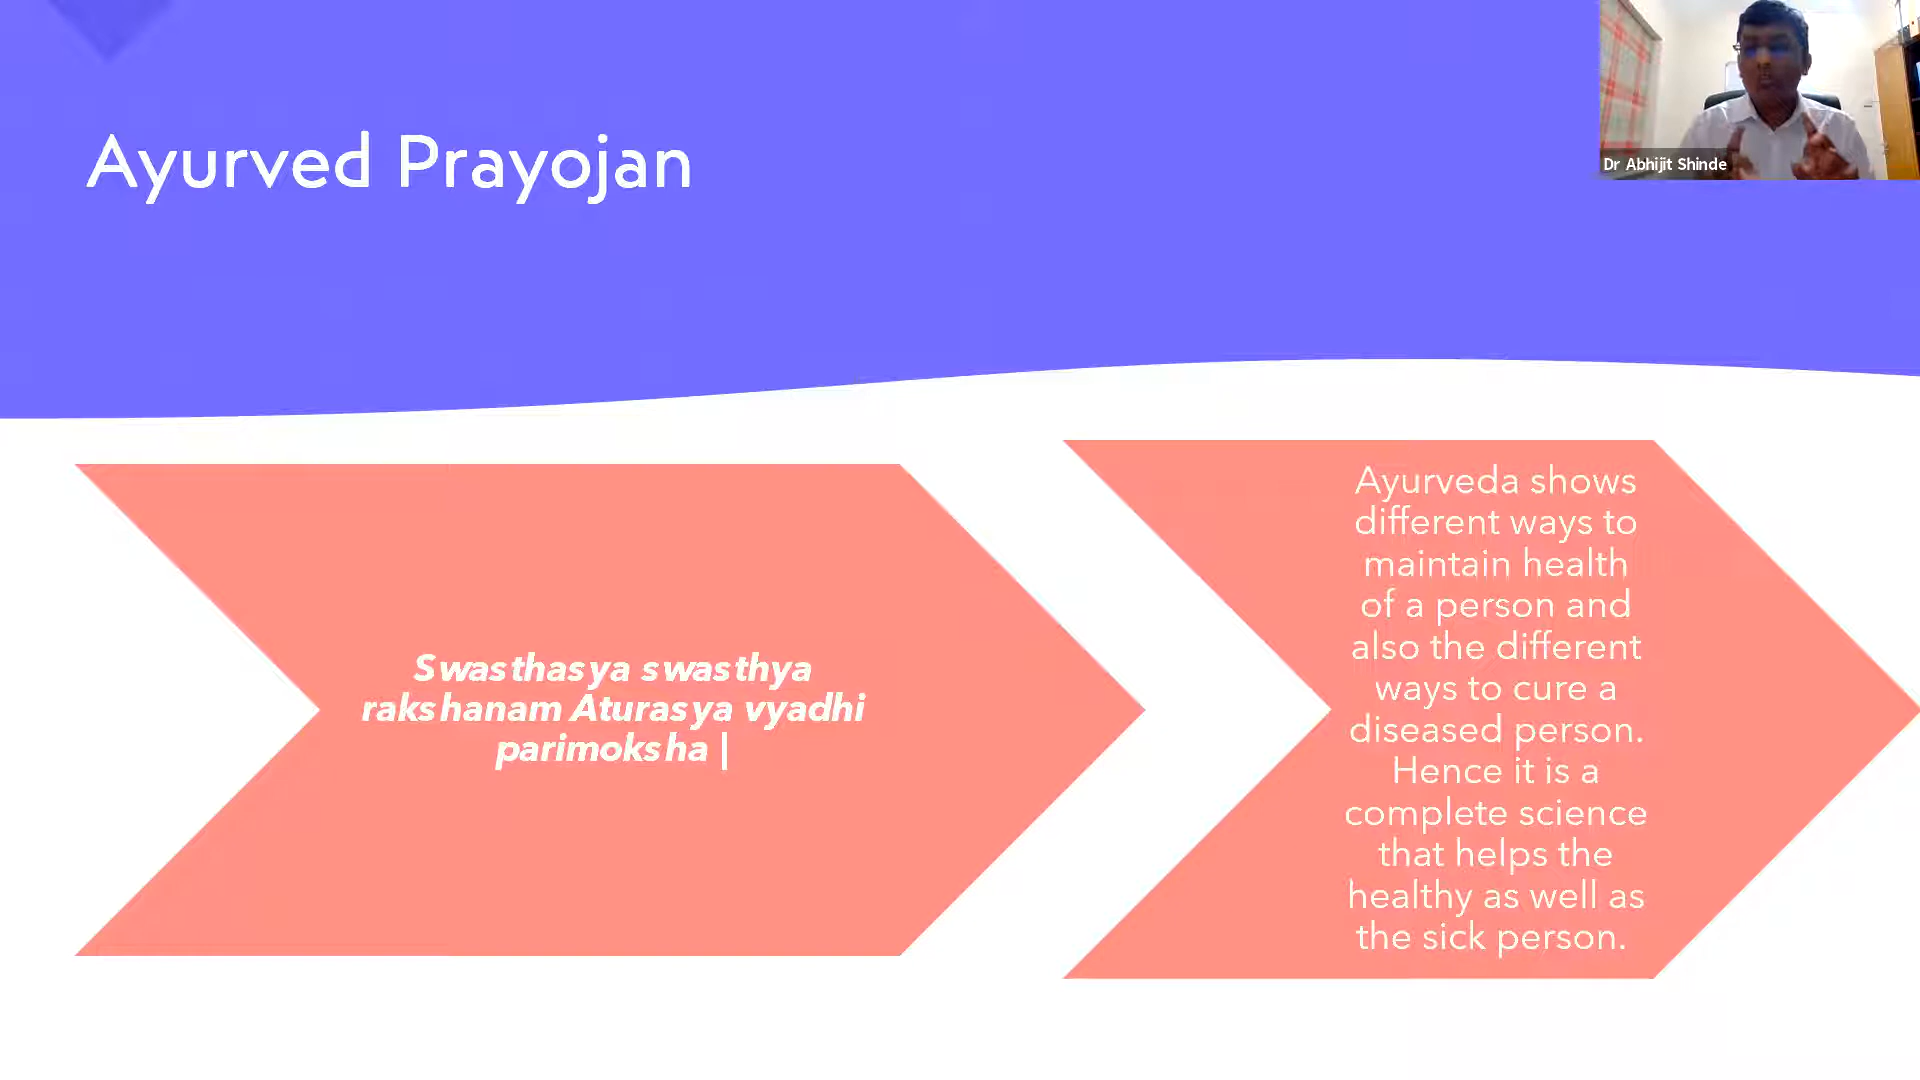 Ayurved Prayojan
Dr Abhijit Shinde
Swasthasya swasthya
rakshanam Aturasya vyadhi
parimoksha |
Ayurveda shows
different ways to
maintain health
of a person and
also the different
ways to cure a
diseased person.
Hence it is a
complete science
that helps the
healthy as well as
the sick person.